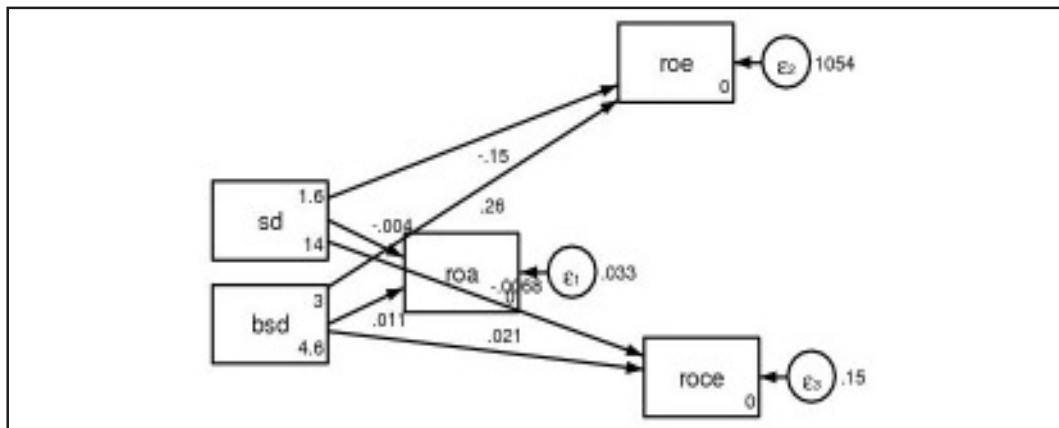 roe
0
ε2
1054
-.15
1.6
sd
14
.26
-.004
roa
-.0068
0
ε1
.033
3
bsd
4.6
.011
.021
roce
0
ε3
.15